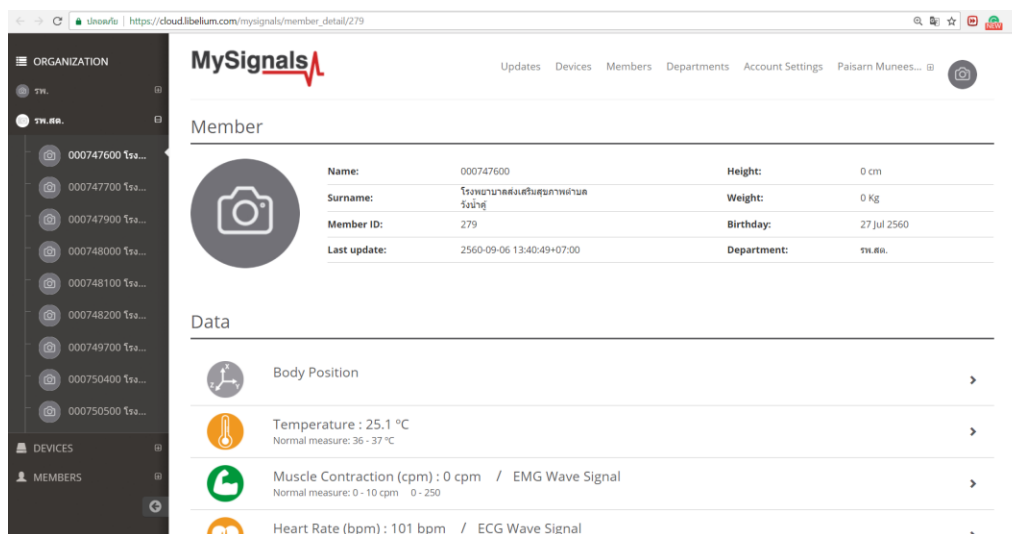 ปลอดภัย | https://cloud.libelium.com/mysignals/member_detail/279
NEW
ORGANIZATION
รพ.
รพ.สต.
000747600 โรง...
000747700 โรง...
000747900 โรง...
000748000 โรง...
000748100 โรง...
000748200 โรง...
000749700 โรง...
000750400 โรง...
000750500 โรง...
DEVICES
MEMBERS
MySignals
Updates Devices Members Departments Account Settings Paisarn Munees...
Member
Name: 000747600 Height: 0 cm
Surname: โรงพยาบาลส่งเสริมสุขภาพตำบล Weight: 0 Kg
วังน้ำคู้
Member ID: 279 Birthday: 27 Jul 2560
Last update: 2560-09-06 13:40:49+07:00 Department: รพ.สต.
Data
Body Position
Temperature : 25.1 ºC
Normal measure: 36 - 37 ºC
Muscle Contraction (cpm) : 0 cpm / EMG Wave Signal
Normal measure: 0 - 10 cpm 0 - 250
Heart Rate (bpm) : 101 bpm / ECG Wave Signal